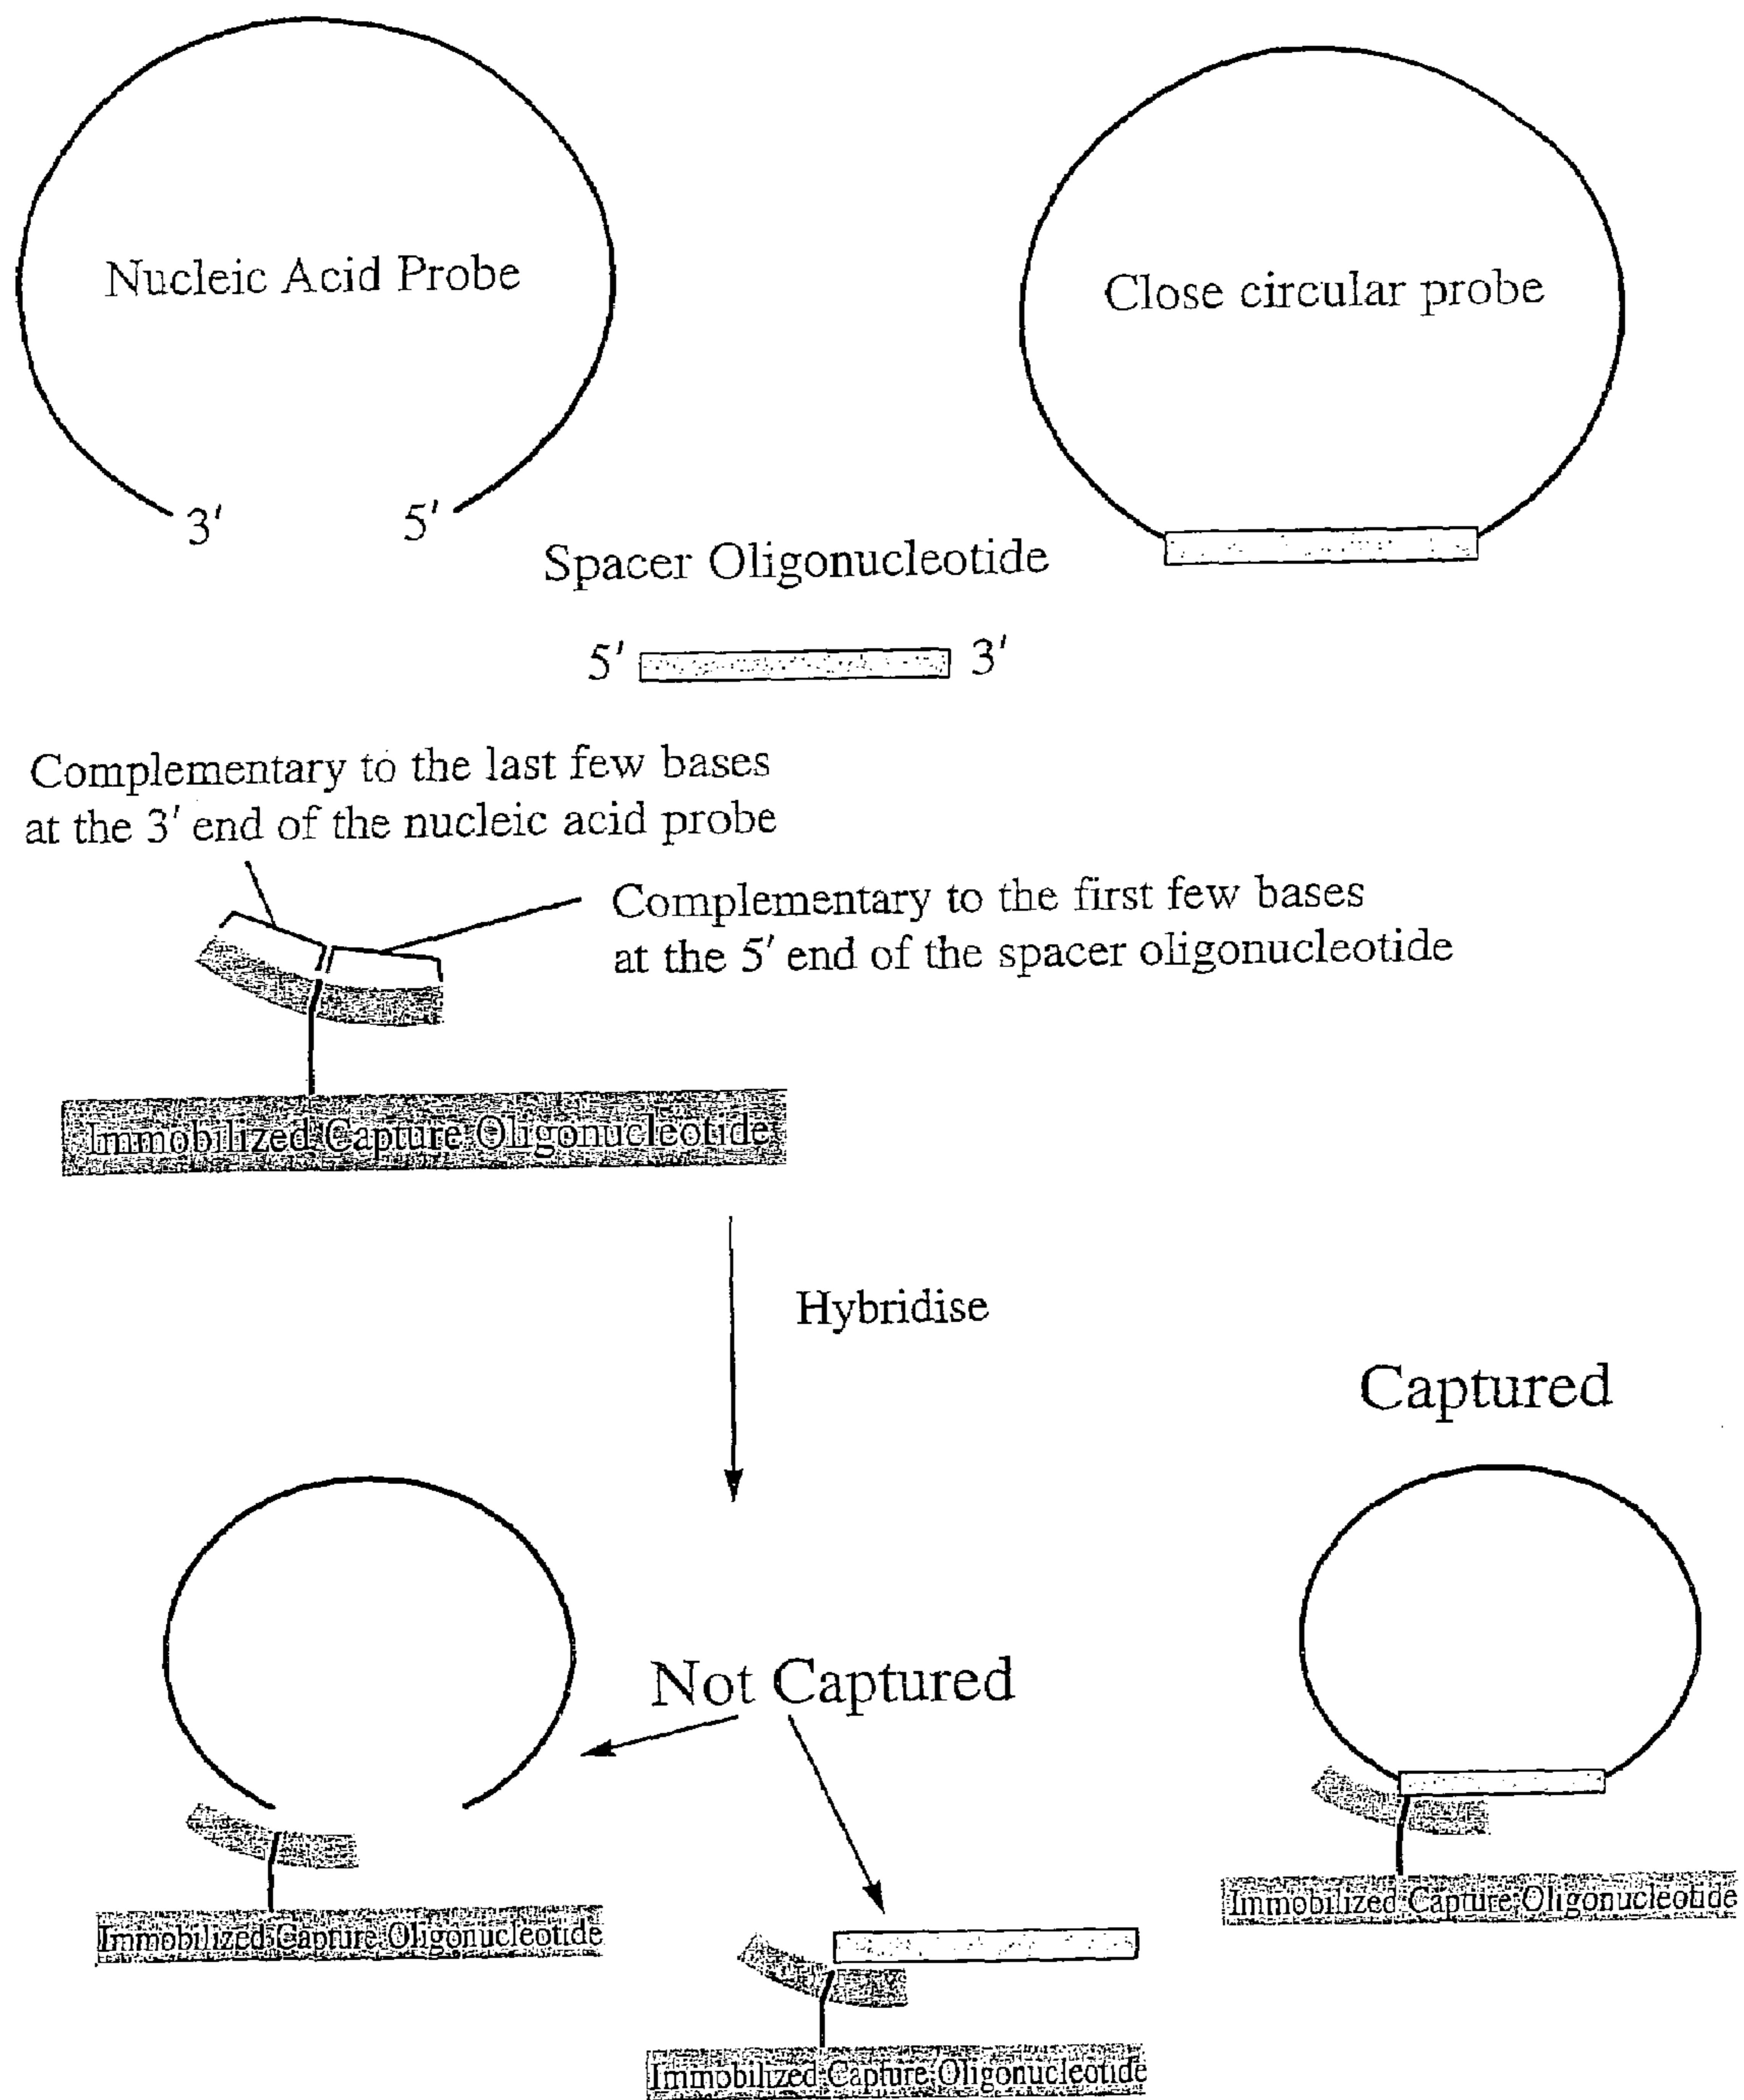 Nucleic Acid Probe
Close circular probe
3′ 5′
Spacer Oligonucleotide
5′ 3′
Complementary to the last few bases
at the 3′ end of the nucleic acid probe
Complementary to the first few bases
at the 5′ end of the spacer oligonucleotide
Immobilized Capture Oligonucleotide
Hybridise
Captured
Not Captured
Immobilized Capture Oligonucleotide
Immobilized Capture Oligonucleotide
Immobilized Capture Oligonucleotide